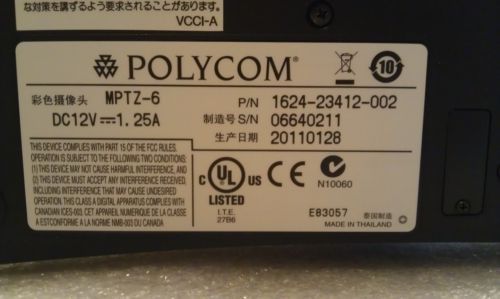 な対策を講ずるよう要求されることがあります。
VCCI-A
POLYCOM®
10
彩色摄像头 MPTZ-6
P/N 1624-23412-002
DC12V⎓1.25A
制造号 S/N 06640211
生产日期 20110128
THIS DEVICE COMPLIES WITH PART 15 OF THE FCC RULES.
OPERATION IS SUBJECT TO THE FOLLOWING TWO CONDITIONS:
(1) THIS DEVICE MAY NOT CAUSE HARMFUL INTERFERENCE, AND
(2) THIS DEVICE MUST ACCEPT ANY INTERFERENCE RECEIVED,
INCLUDING INTERFERENCE THAT MAY CAUSE UNDESIRED
OPERATION. THIS CLASS A DIGITAL APPARATUS COMPLIES WITH
CANADIAN ICES-003. CET APPAREIL NUMERIQUE DE LA CLASSE
A ESTCONFORME A LA NORME NMB-003 DU CANADA
C UL® US
LISTED
I.T.E.
27B6
CE
N10060
E83057
泰国制造
MADE IN THAILAND